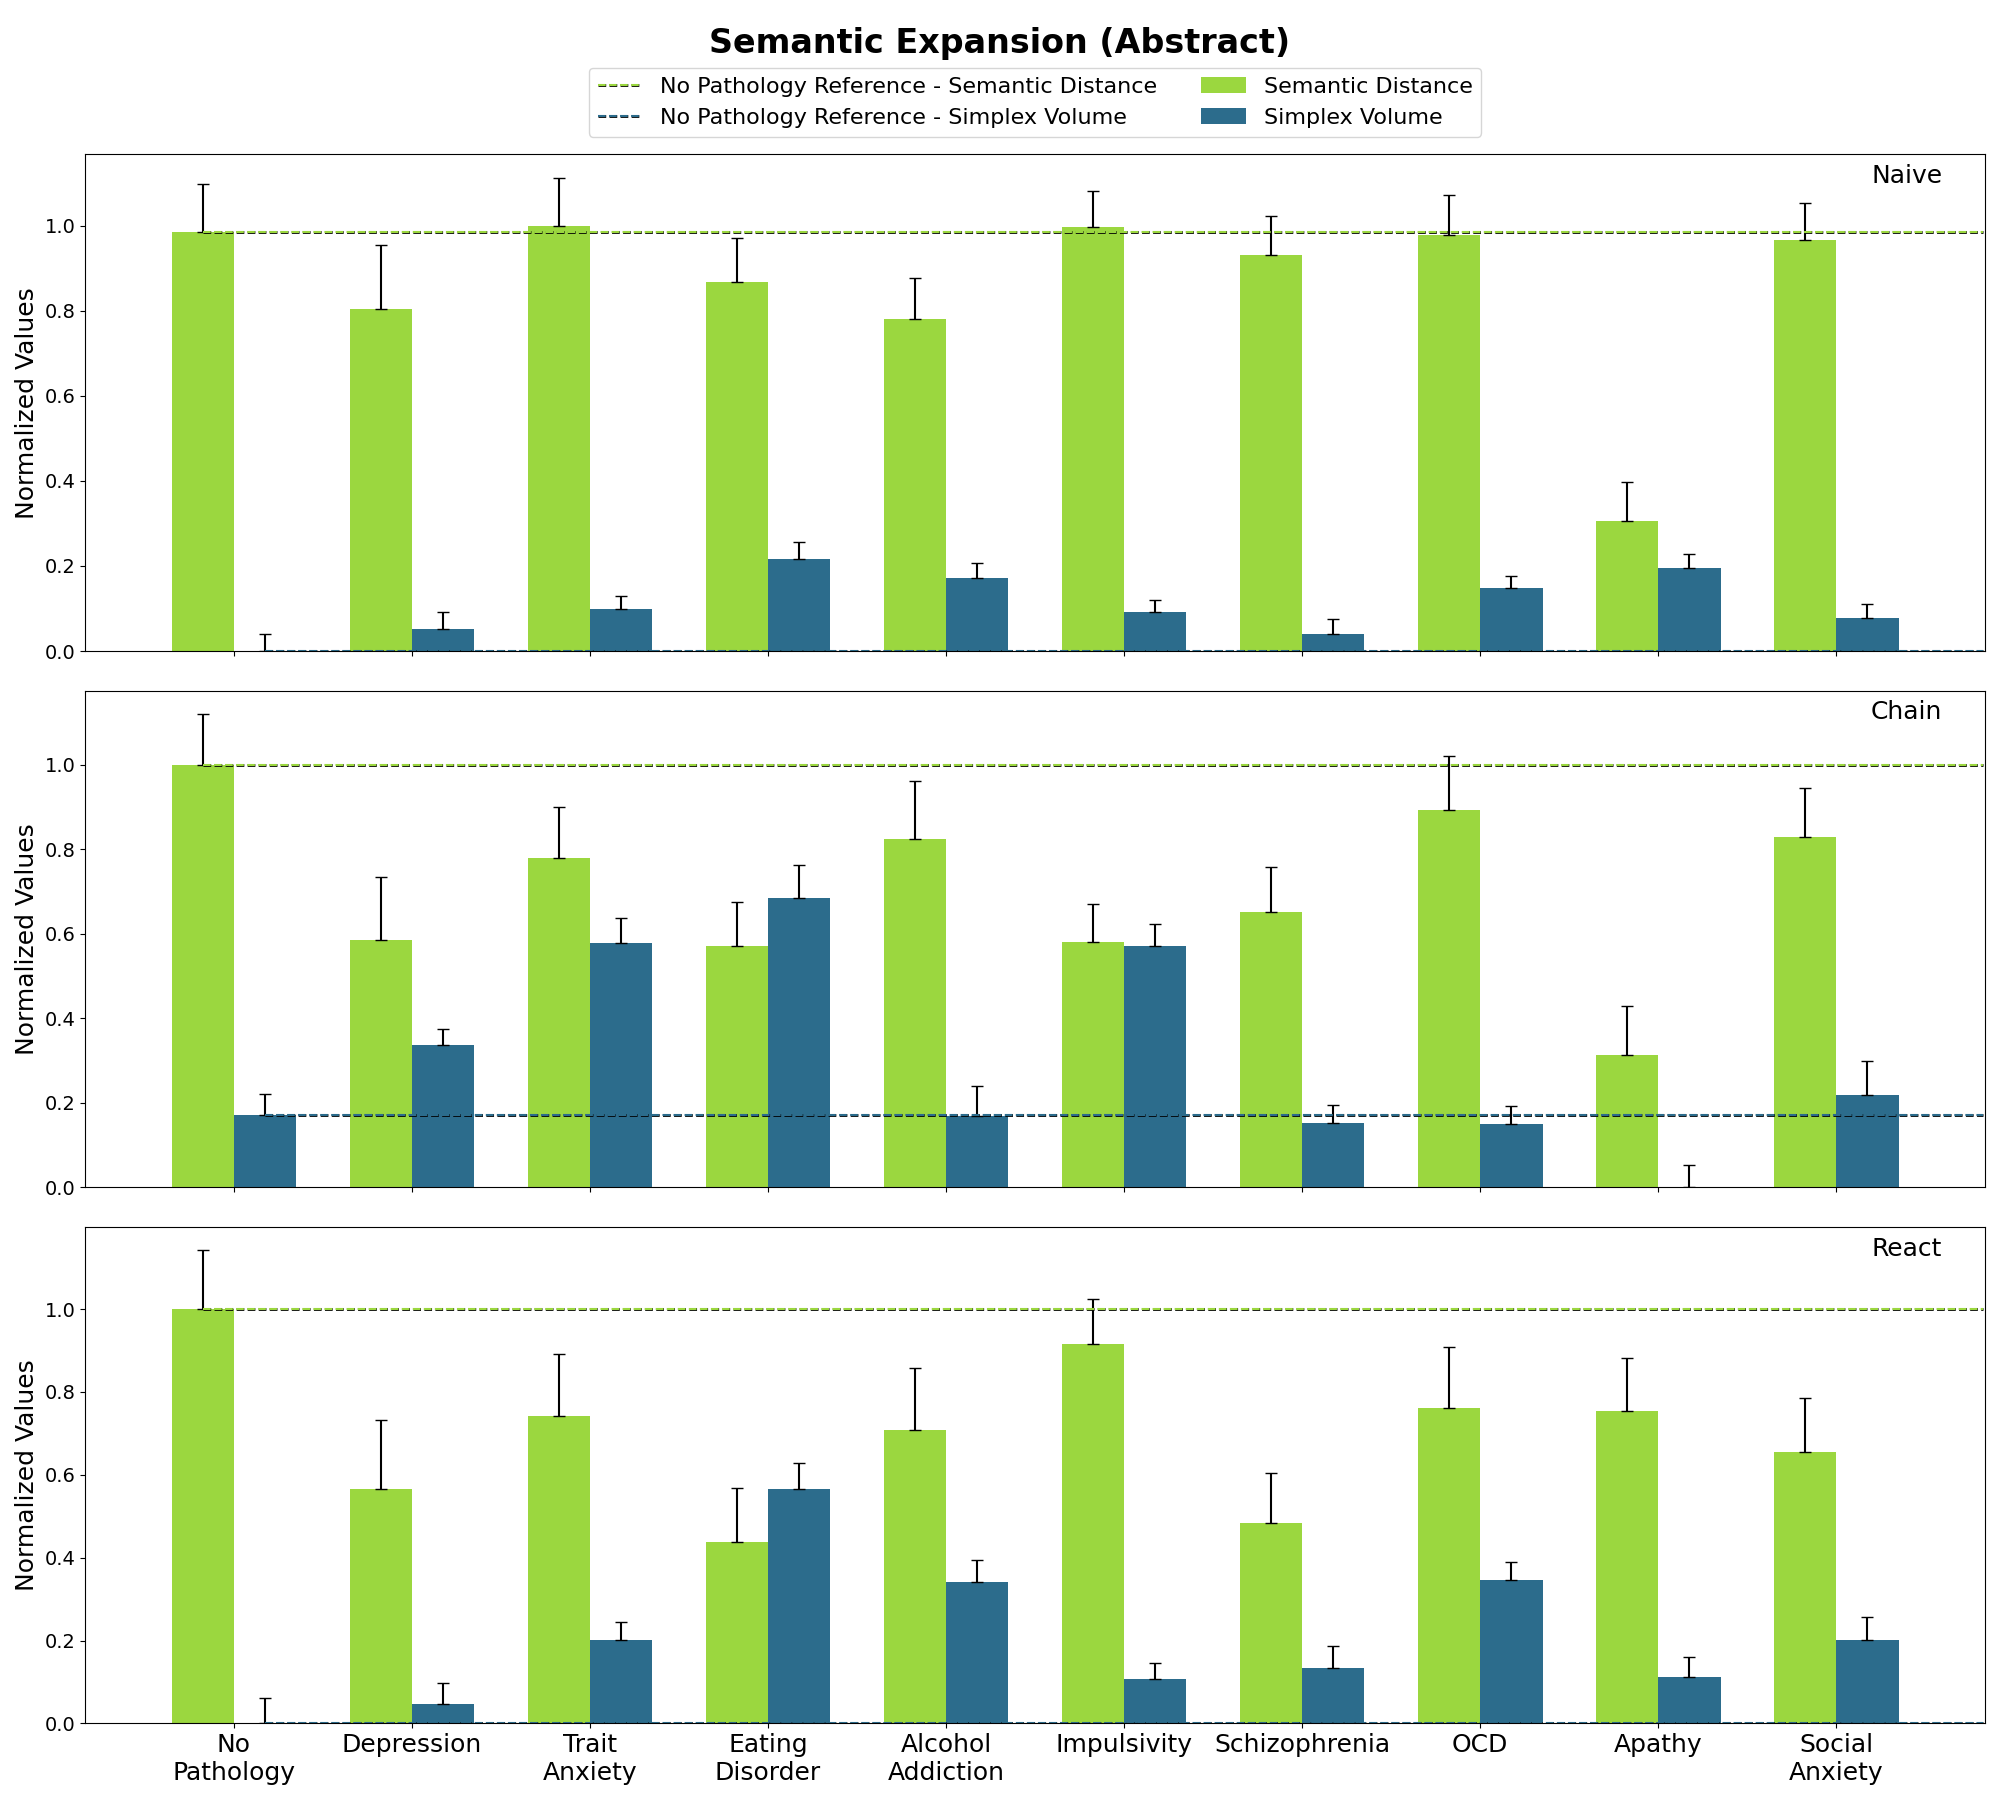 Semantic Expansion (Abstract)
No Pathology Reference - Semantic Distance
No Pathology Reference - Simplex Volume
Semantic Distance
Simplex Volume
Naive
Normalized Values
1.0
0.8
0.6
0.4
0.2
0.0
Chain
Normalized Values
1.0
0.8
0.6
0.4
0.2
0.0
React
Normalized Values
1.0
0.8
0.6
0.4
0.2
0.0
No
Pathology
Depression
Trait
Anxiety
Eating
Disorder
Alcohol
Addiction
Impulsivity
Schizophrenia
OCD
Apathy
Social
Anxiety